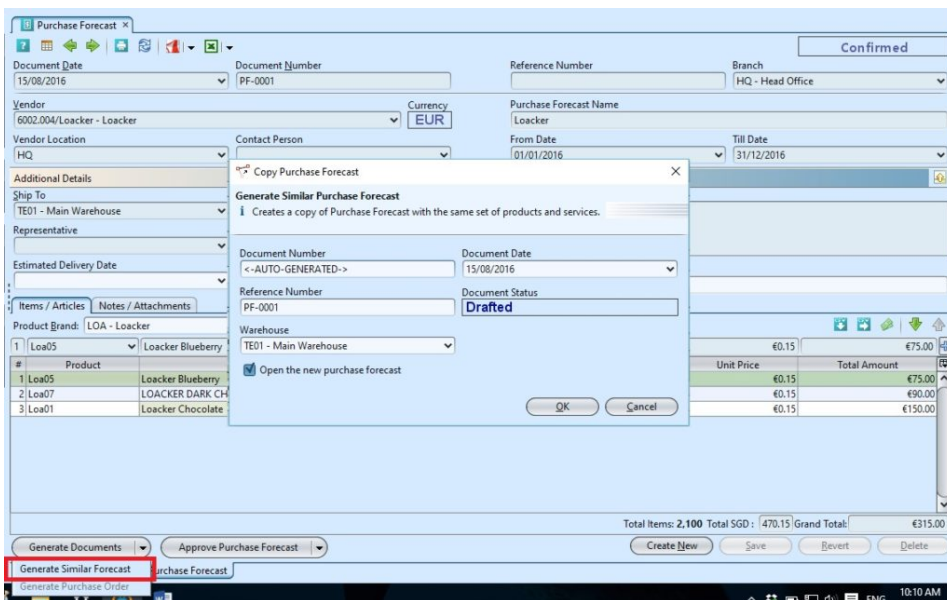 Purchase Forecast
Confirmed
Document Date
Document Number
Reference Number
Branch
15/08/2016
PF-0001
HQ - Head Office
Vendor
Currency
Purchase Forecast Name
6002.004/Loacker - Loacker
EUR
Loacker
Vendor Location
Contact Person
From Date
Till Date
HQ
01/01/2016
31/12/2016
Additional Details
Ship To
TE01 - Main Warehouse
Representative
Estimated Delivery Date
Copy Purchase Forecast
Generate Similar Purchase Forecast
Creates a copy of Purchase Forecast with the same set of products and services.
Document Number
Document Date
<-AUTO-GENERATED->
15/08/2016
Reference Number
Document Status
PF-0001
Drafted
Warehouse
TE01 - Main Warehouse
Open the new purchase forecast
OK
Cancel
Items / Articles
Notes / Attachments
Product Brand: LOA - Loacker
1 Loa05 Loacker Blueberry €0.15 €75.00
# Product Unit Price Total Amount
1 Loa05 Loacker Blueberry €0.15 €75.00
2 Loa07 LOACKER DARK CH €0.15 €90.00
3 Loa01 Loacker Chocolate €0.15 €150.00
Total Items: 2,100 Total SGD : 470.15 Grand Total: €315.00
Generate Documents
Approve Purchase Forecast
Create New
Save
Revert
Delete
Generate Similar Forecast
Purchase Forecast
Generate Purchase Order
ENG
10:10 AM